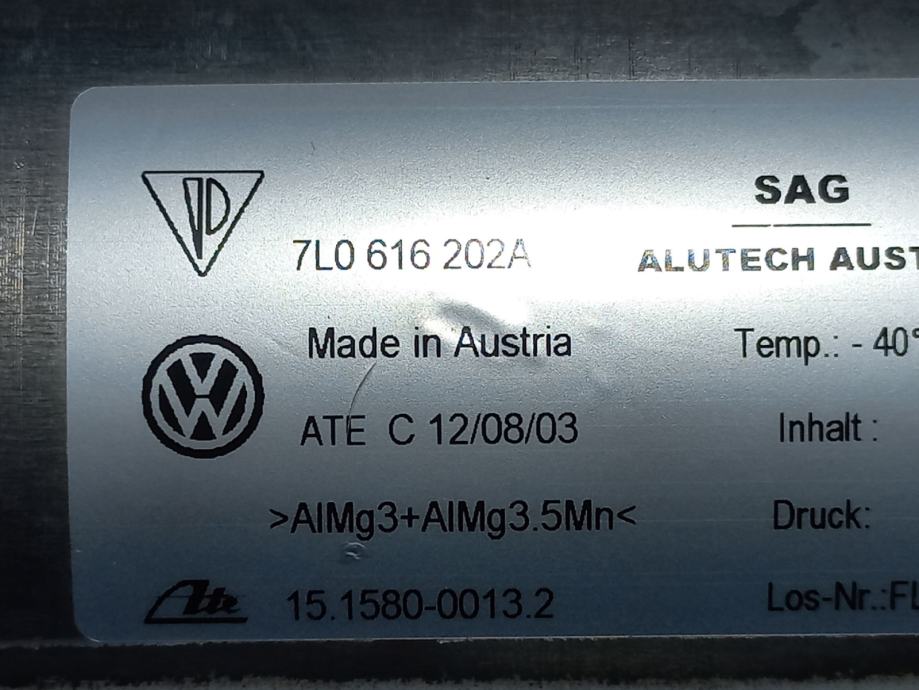 SAG
7L0 616 202A
ALUTECH AUST
Made in Austria
Temp.: - 40°
ATE C 12/08/03
Inhalt :
>AlMg3+AlMg3.5Mn<
Druck:
Ate 15.1580-0013.2
Los-Nr.:FL